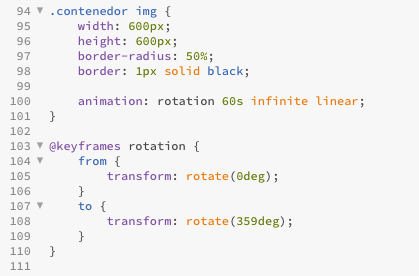 94 ▼ .contenedor img {
95     width: 600px;
96     height: 600px;
97     border-radius: 50%;
98     border: 1px solid black;
99
100     animation: rotation 60s infinite linear;
101 }
102
103 ▼ @keyframes rotation {
104 ▼     from {
105         transform: rotate(0deg);
106     }
107 ▼     to {
108         transform: rotate(359deg);
109     }
110 }
111